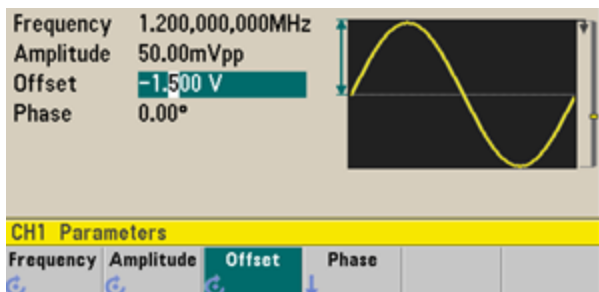 Frequency 1.200,000,000MHz
Amplitude 50.00mVpp
Offset -1.500 V
Phase 0.00°
CH1 Parameters
Frequency Amplitude Offset Phase